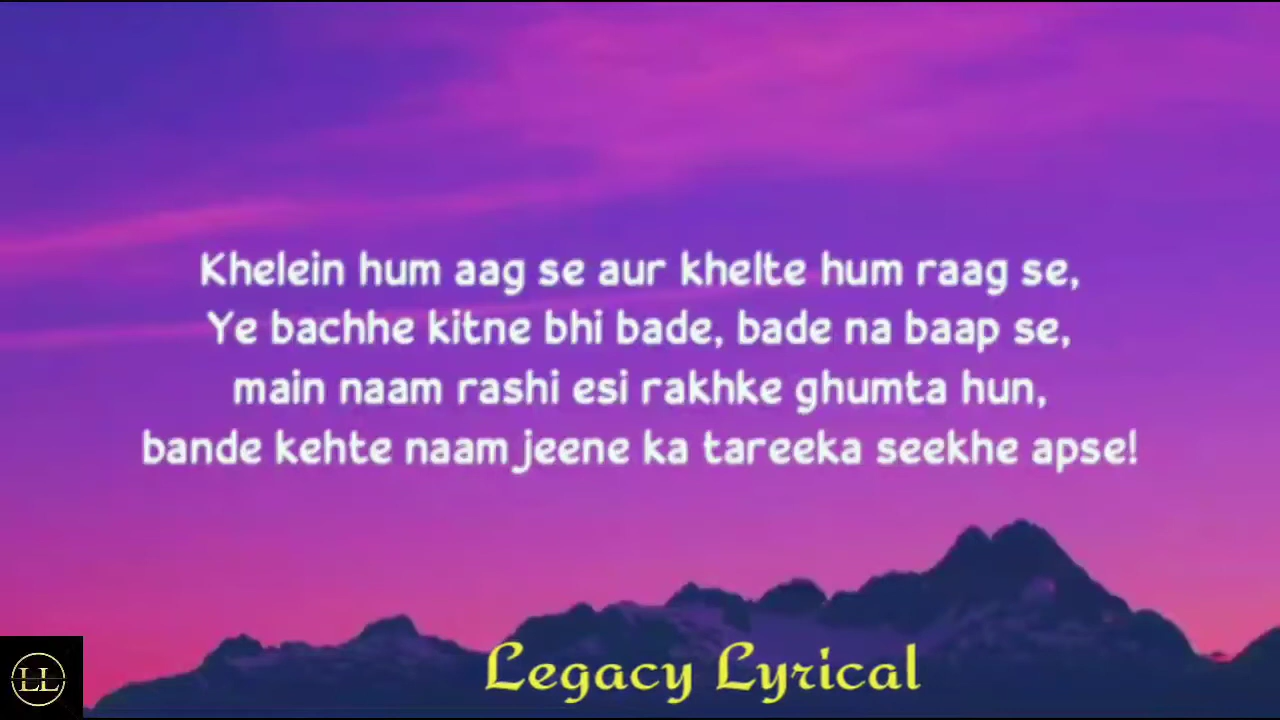 Khelein hum aag se aur khelte hum raag se,
Ye bachhe kitne bhi bade, bade na baap se,
main naam rashi esi rakhke ghumta hun,
bande kehte naam jeene ka tareeka seekhe apse!
Legacy Lyrical
LL